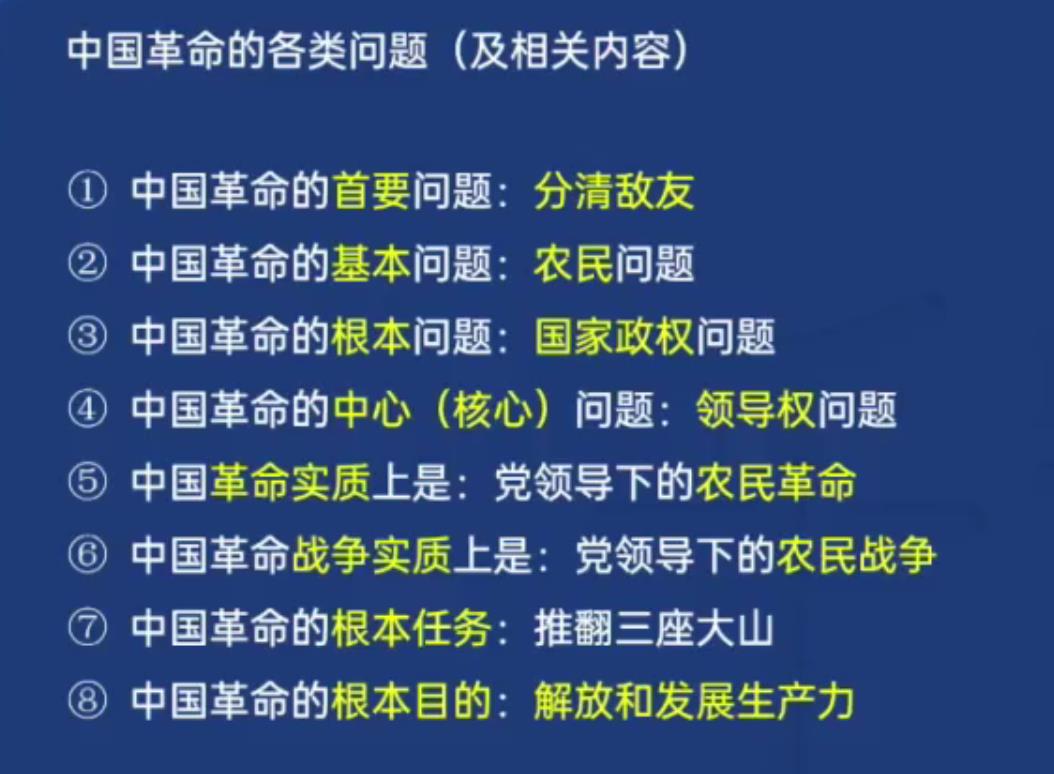 中国革命的各类问题（及相关内容）
① 中国革命的首要问题：分清敌友
② 中国革命的基本问题：农民问题
③ 中国革命的根本问题：国家政权问题
④ 中国革命的中心（核心）问题：领导权问题
⑤ 中国革命实质上是：党领导下的农民革命
⑥ 中国革命战争实质上是：党领导下的农民战争
⑦ 中国革命的根本任务：推翻三座大山
⑧ 中国革命的根本目的：解放和发展生产力